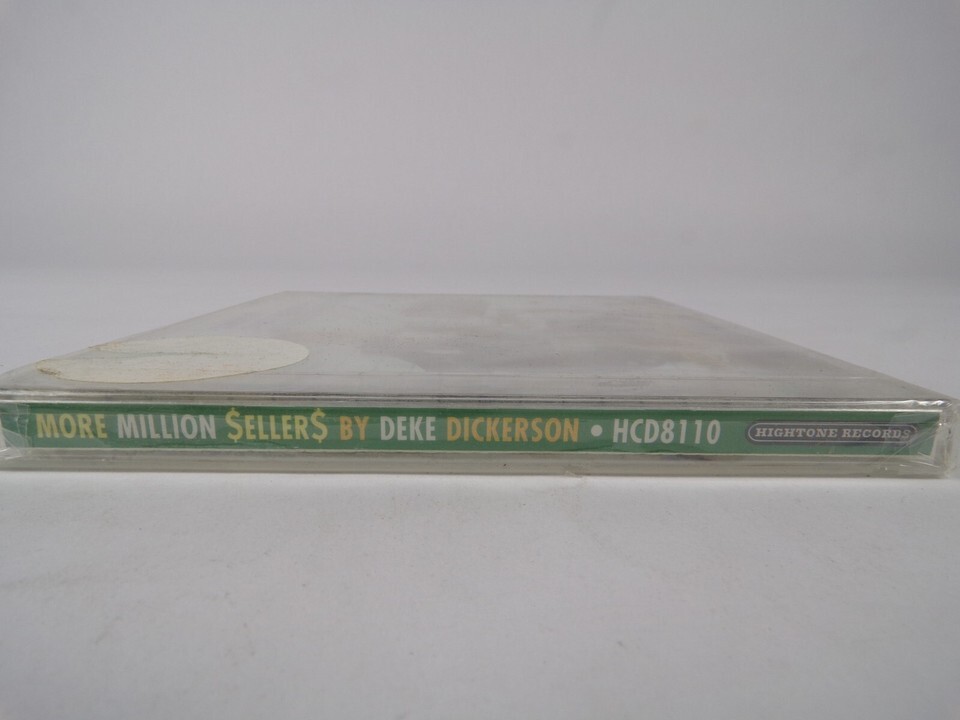 MORE MILLION $ELLER$ BY DEKE DICKERSON • HCD8110 HIGHTONE RECORDS